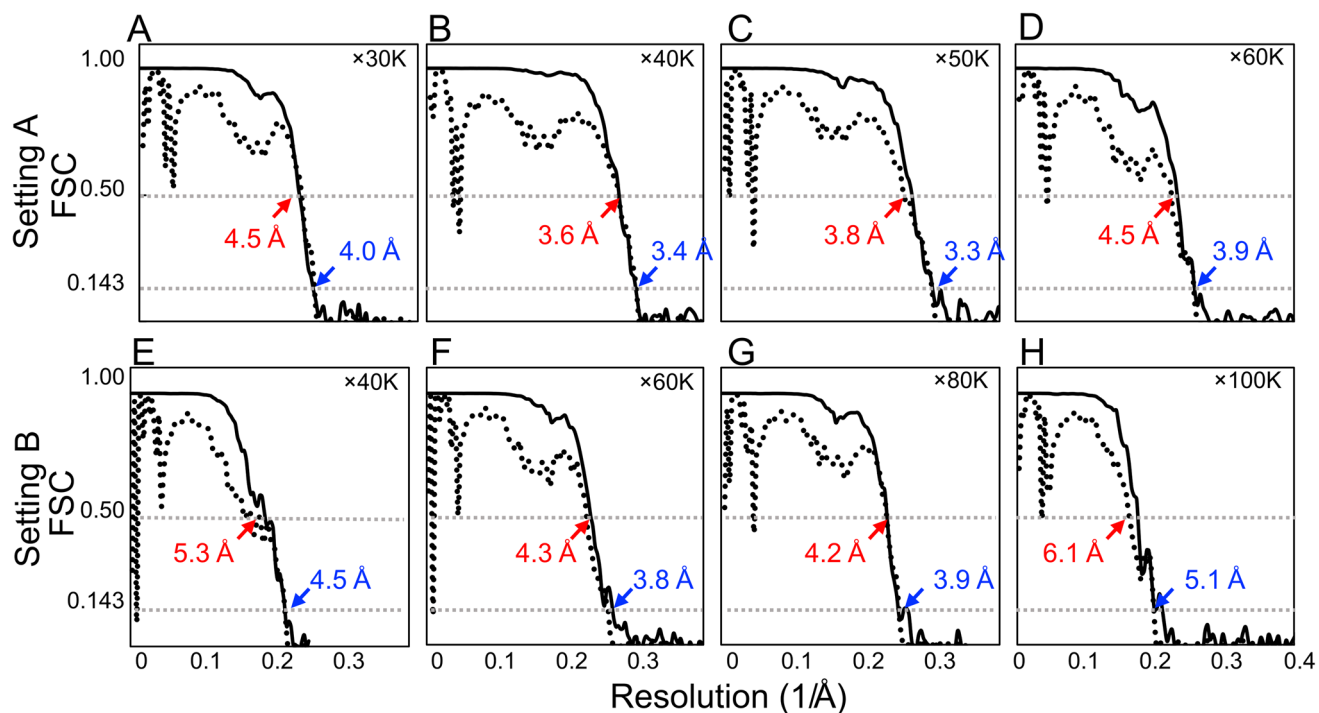 A
B
C
D
×30K
×40K
×50K
×60K
Setting A
FSC
1.00
0.50
0.143
4.5 Å
4.0 Å
3.6 Å
3.4 Å
3.8 Å
3.3 Å
4.5 Å
3.9 Å
E
F
G
H
×40K
×60K
×80K
×100K
Setting B
FSC
1.00
0.50
0.143
5.3 Å
4.5 Å
4.3 Å
3.8 Å
4.2 Å
3.9 Å
6.1 Å
5.1 Å
0 0.1 0.2 0.3
0 0.1 0.2 0.3
0 0.1 0.2 0.3
0 0.1 0.2 0.3 0.4
Resolution (1/Å)